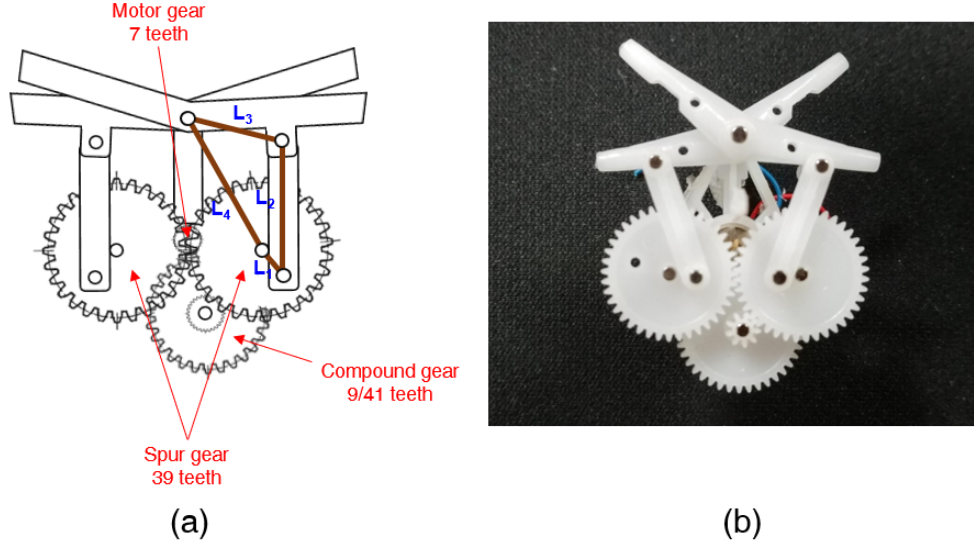 Motor gear
7 teeth
L3
L2
L4
L1
Compound gear
9/41 teeth
Spur gear
39 teeth
(a)
(b)